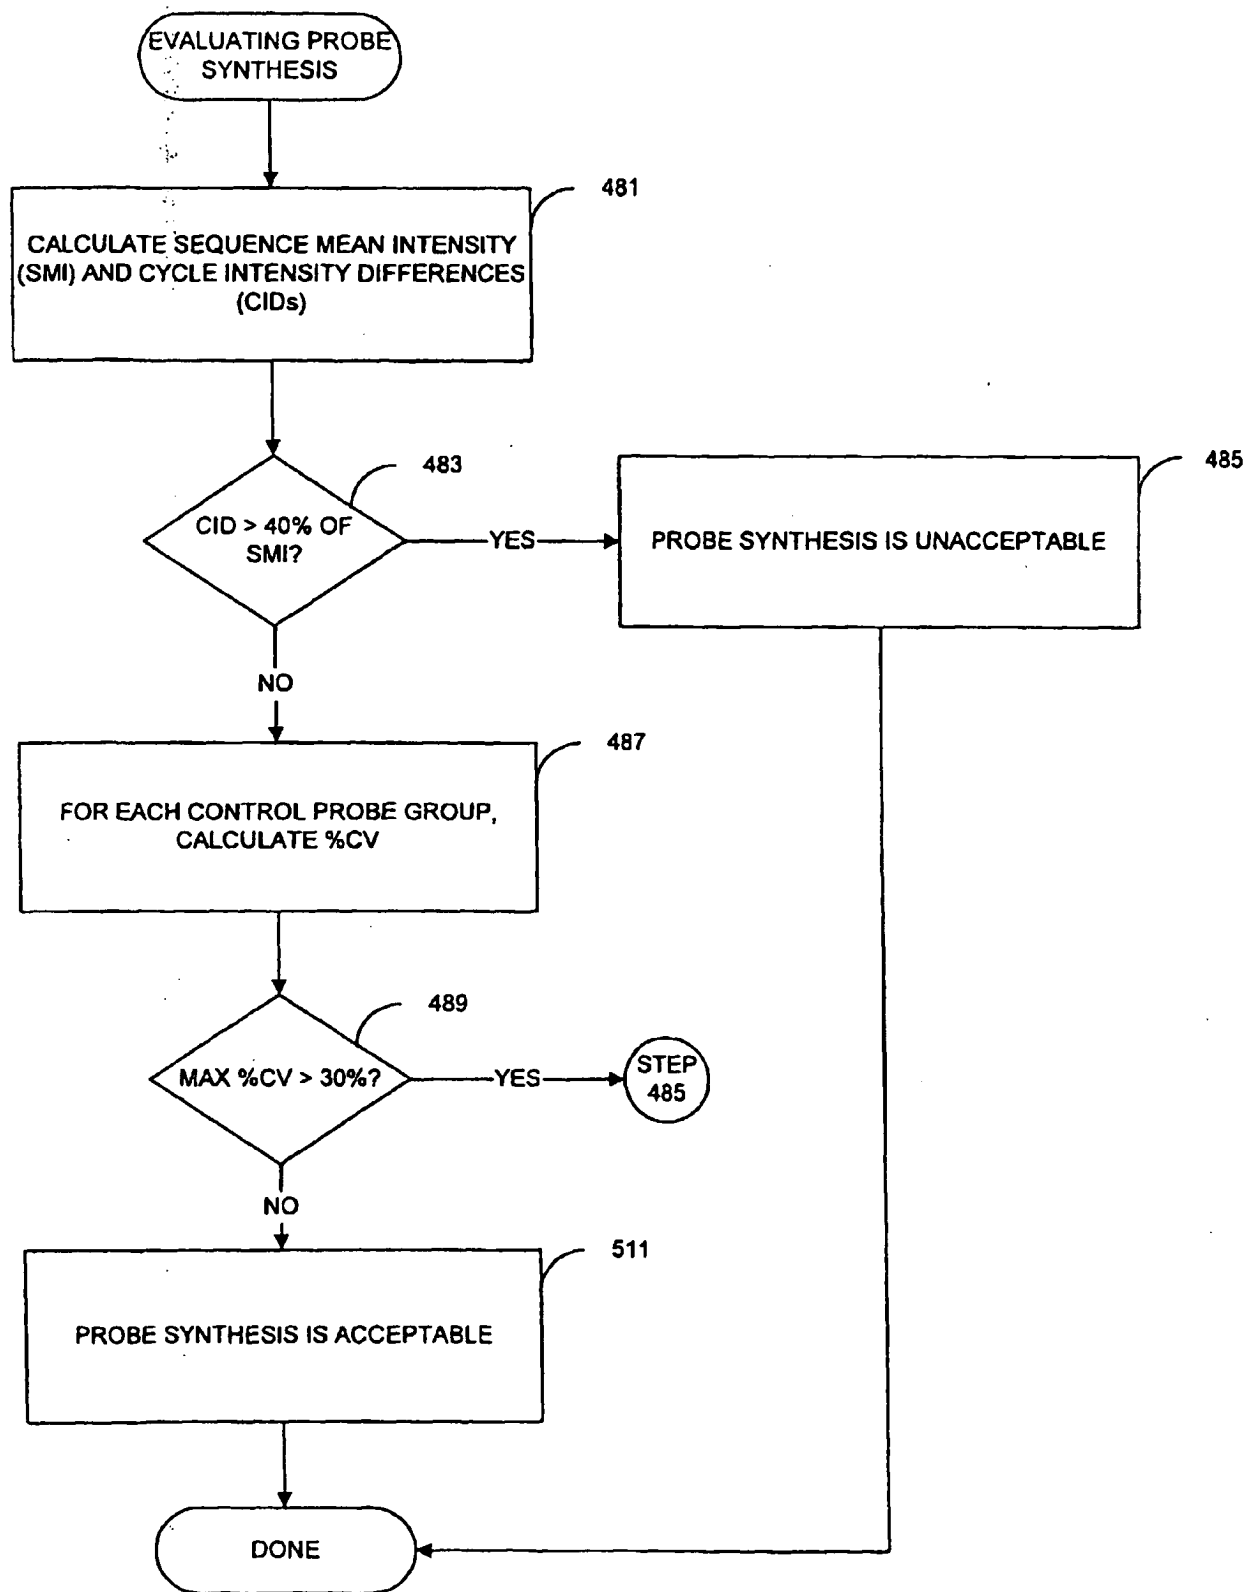 EVALUATING PROBE
SYNTHESIS
481
CALCULATE SEQUENCE MEAN INTENSITY
(SMI) AND CYCLE INTENSITY DIFFERENCES
(CIDs)
483
CID > 40% OF
SMI?
YES
485
PROBE SYNTHESIS IS UNACCEPTABLE
NO
487
FOR EACH CONTROL PROBE GROUP,
CALCULATE %CV
489
MAX %CV > 30%?
YES
STEP
485
NO
511
PROBE SYNTHESIS IS ACCEPTABLE
DONE